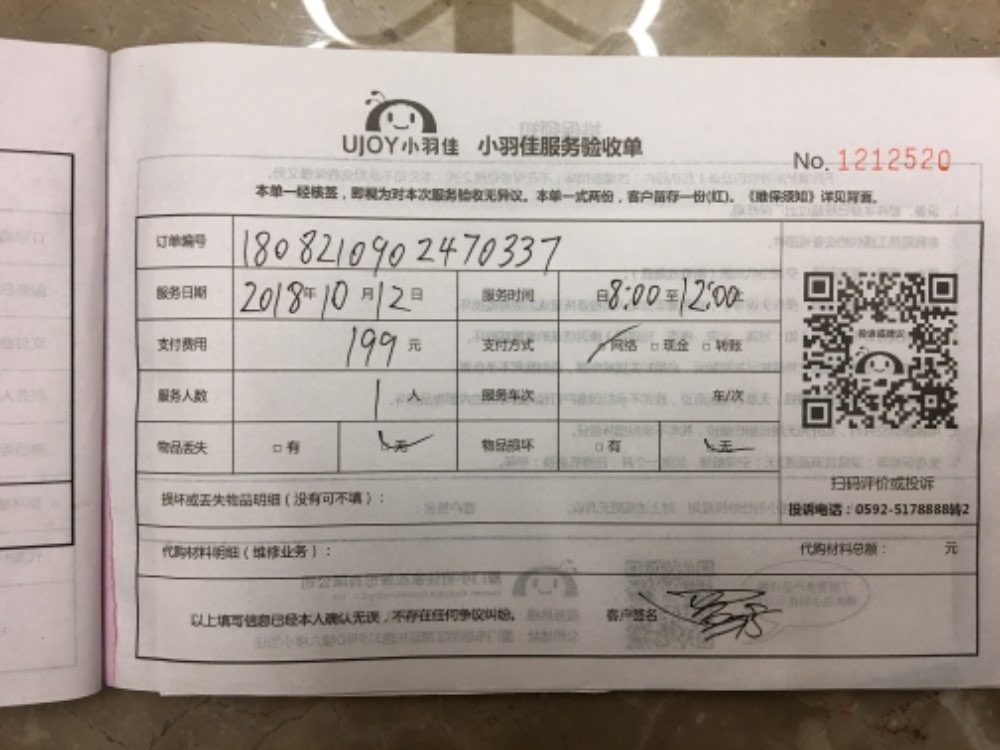 UJOY小羽佳 小羽佳服务验收单
No. 1212520
本单一经核签，即视为对本次服务验收无异议。本单一式两份，客户留存一份(红)。《维保须知》详见背面。
订单编号 1808210902470337
服务日期 2018年10月12日 服务时间 8:00至12:00
支付费用 199元 支付方式 网络 □现金 □转账
服务人数 1人 服务车次 车/次
物品丢失 □有 无 物品损坏 □有 无
投诉或建议
扫码评价或投诉
投诉电话：0592-5178888转2
损坏或丢失物品明细（没有可不填）：
代购材料明细（维修业务）： 代购材料总额： 元
以上填写信息已经本人确认无误，不存在任何争议纠纷。 客户签名